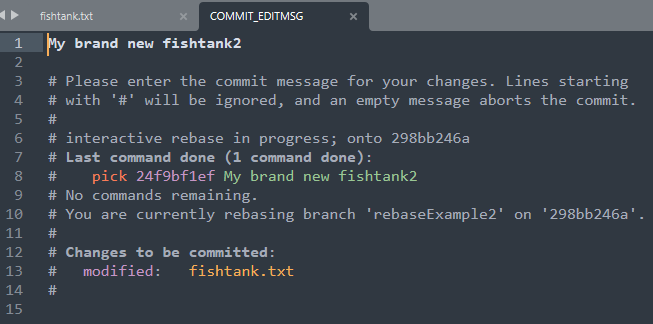 fishtank.txt × COMMIT_EDITMSG ×
1 My brand new fishtank2
2
3 # Please enter the commit message for your changes. Lines starting
4 # with '#' will be ignored, and an empty message aborts the commit.
5 #
6 # interactive rebase in progress; onto 298bb246a
7 # Last command done (1 command done):
8 #    pick 24f9bf1ef My brand new fishtank2
9 # No commands remaining.
10 # You are currently rebasing branch 'rebaseExample2' on '298bb246a'.
11 #
12 # Changes to be committed:
13 #   modified:   fishtank.txt
14 #
15